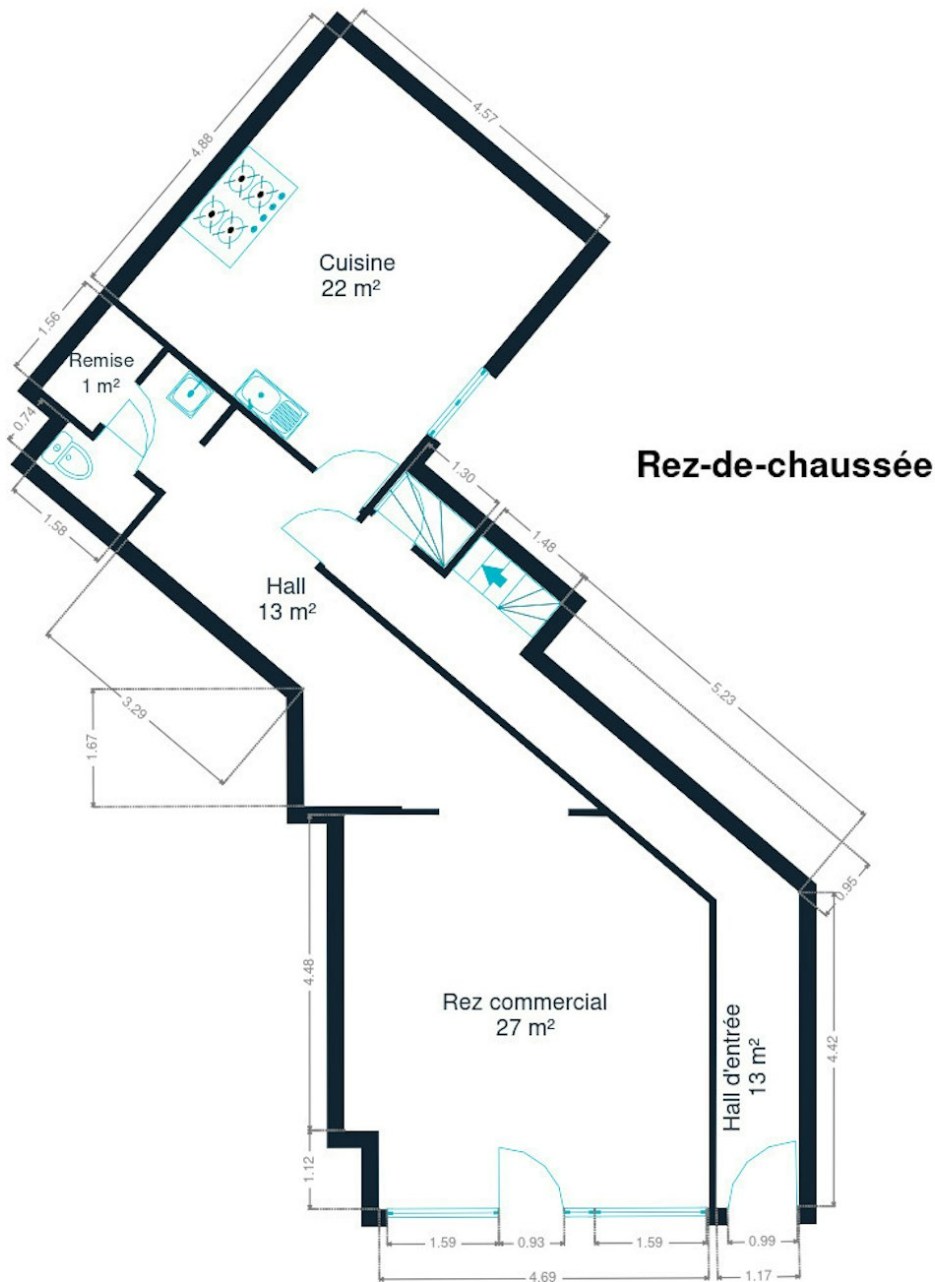 4.57
4.88
Cuisine
22 m²
1.56
Remise
1 m²
0.74
Rez-de-chaussée
1.30
1.58
1.48
Hall
13 m²
5.23
3.29
1.67
0.95
4.48
Rez commercial
27 m²
Hall d'entrée
13 m²
4.42
1.12
1.59
0.93
1.59
0.99
4.69
1.17